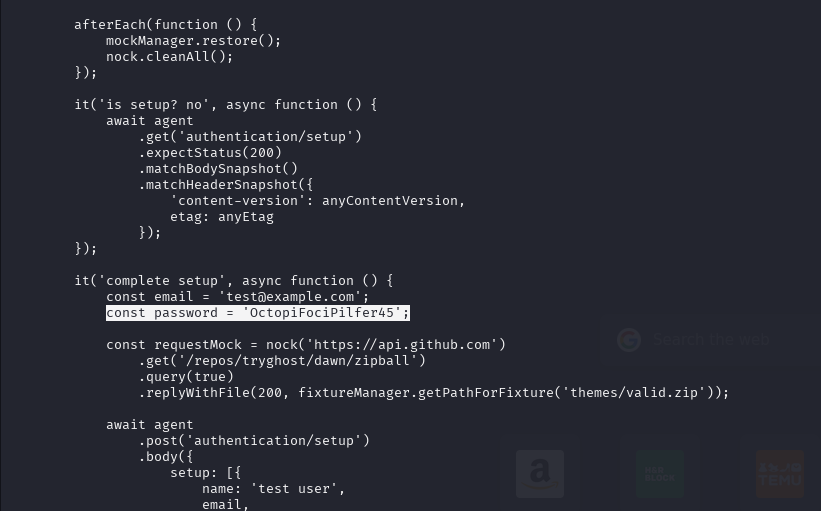 afterEach(function () {
mockManager.restore();
nock.cleanAll();
});
it('is setup? no', async function () {
await agent
.get('authentication/setup')
.expectStatus(200)
.matchBodySnapshot()
.matchHeaderSnapshot({
'content-version': anyContentVersion,
etag: anyEtag
});
});
it('complete setup', async function () {
const email = 'test@example.com';
const password = 'OctopiFociPilfer45';
const requestMock = nock('https://api.github.com')
.get('/repos/tryghost/dawn/zipball')
.query(true)
.replyWithFile(200, fixtureManager.getPathForFixture('themes/valid.zip'));
await agent
.post('authentication/setup')
.body({
setup: [{
name: 'test user',
email,
Search the web
a
TEMU